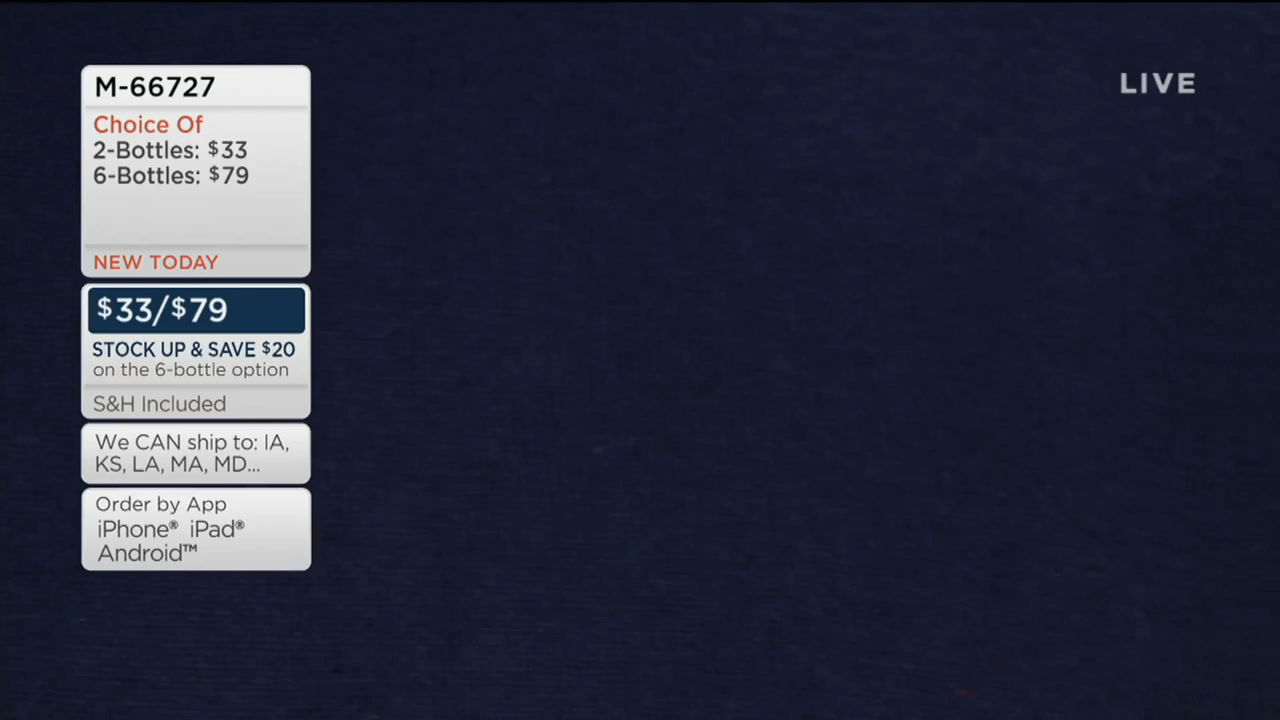 M-66727
Choice Of
2-Bottles: $33
6-Bottles: $79
NEW TODAY
$33/$79
STOCK UP & SAVE $20
on the 6-bottle option
S&H Included
We CAN ship to: IA,
KS, LA, MA, MD...
Order by App
iPhone® iPad®
Android™
LIVE